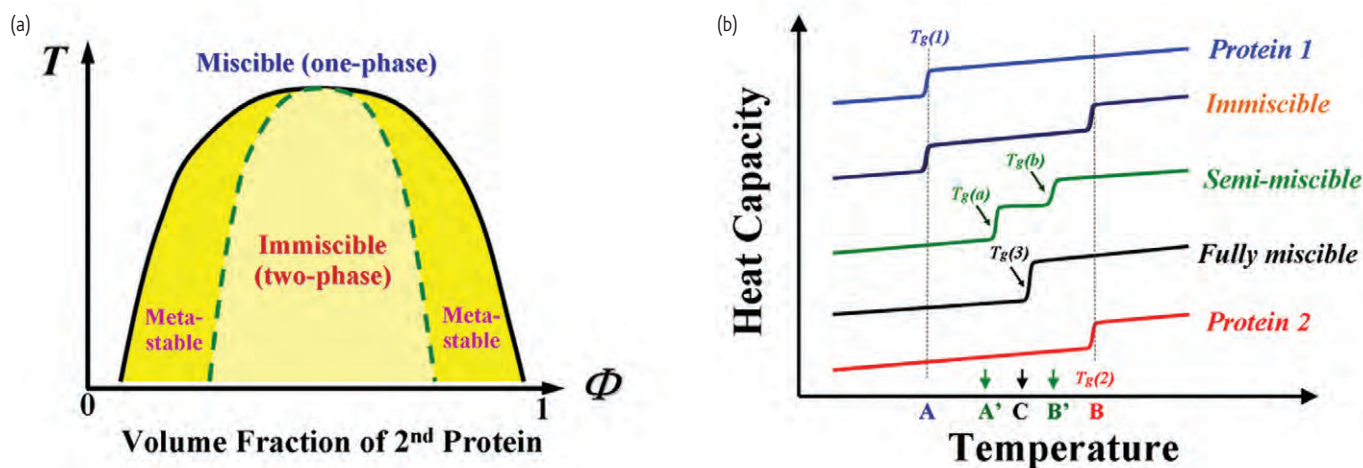 (a)
T
Miscible (one-phase)
Immiscible
(two-phase)
Meta-
stable
Meta-
stable
0
1
Φ
Volume Fraction of 2nd Protein
(b)
Heat Capacity
Tg(1)
Protein 1
Immiscible
Tg(b)
Tg(a)
Semi-miscible
Tg(3)
Fully miscible
Protein 2
Tg(2)
A
A’
C
B’
B
Temperature